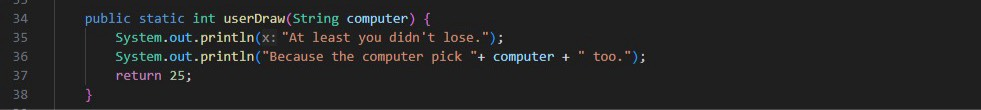 34 public static int userDraw(String computer) {
35 System.out.println(x: "At least you didn't lose.");
36 System.out.println("Because the computer pick "+ computer + " too.");
37 return 25;
38 }